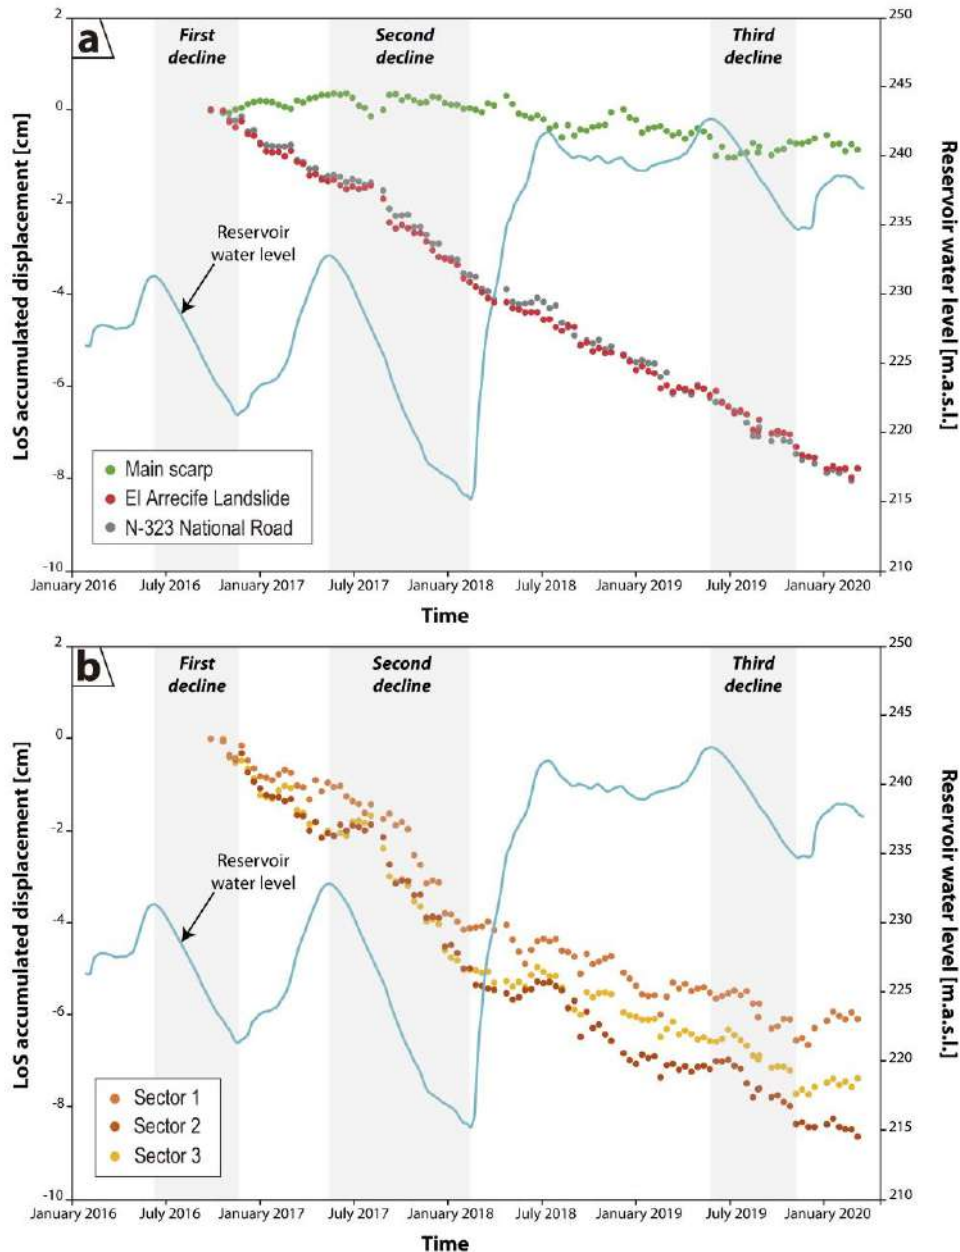 a
First
decline
Second
decline
Third
decline
LoS accumulated displacement [cm]
2
0
-2
-4
-6
-8
-10
Reservoir
water level
Main scarp
El Arrecife Landslide
N-323 National Road
250
245
240
235
230
225
220
215
210
Reservoir water level [m.a.s.l.]
January 2016 July 2016 January 2017 July 2017 January 2018 July 2018 January 2019 July 2019 January 2020
Time
b
First
decline
Second
decline
Third
decline
LoS accumulated displacement [cm]
2
0
-2
-4
-6
-8
-10
Reservoir
water level
Sector 1
Sector 2
Sector 3
250
245
240
235
230
225
220
215
210
Reservoir water level [m.a.s.l.]
January 2016 July 2016 January 2017 July 2017 January 2018 July 2018 January 2019 July 2019 January 2020
Time